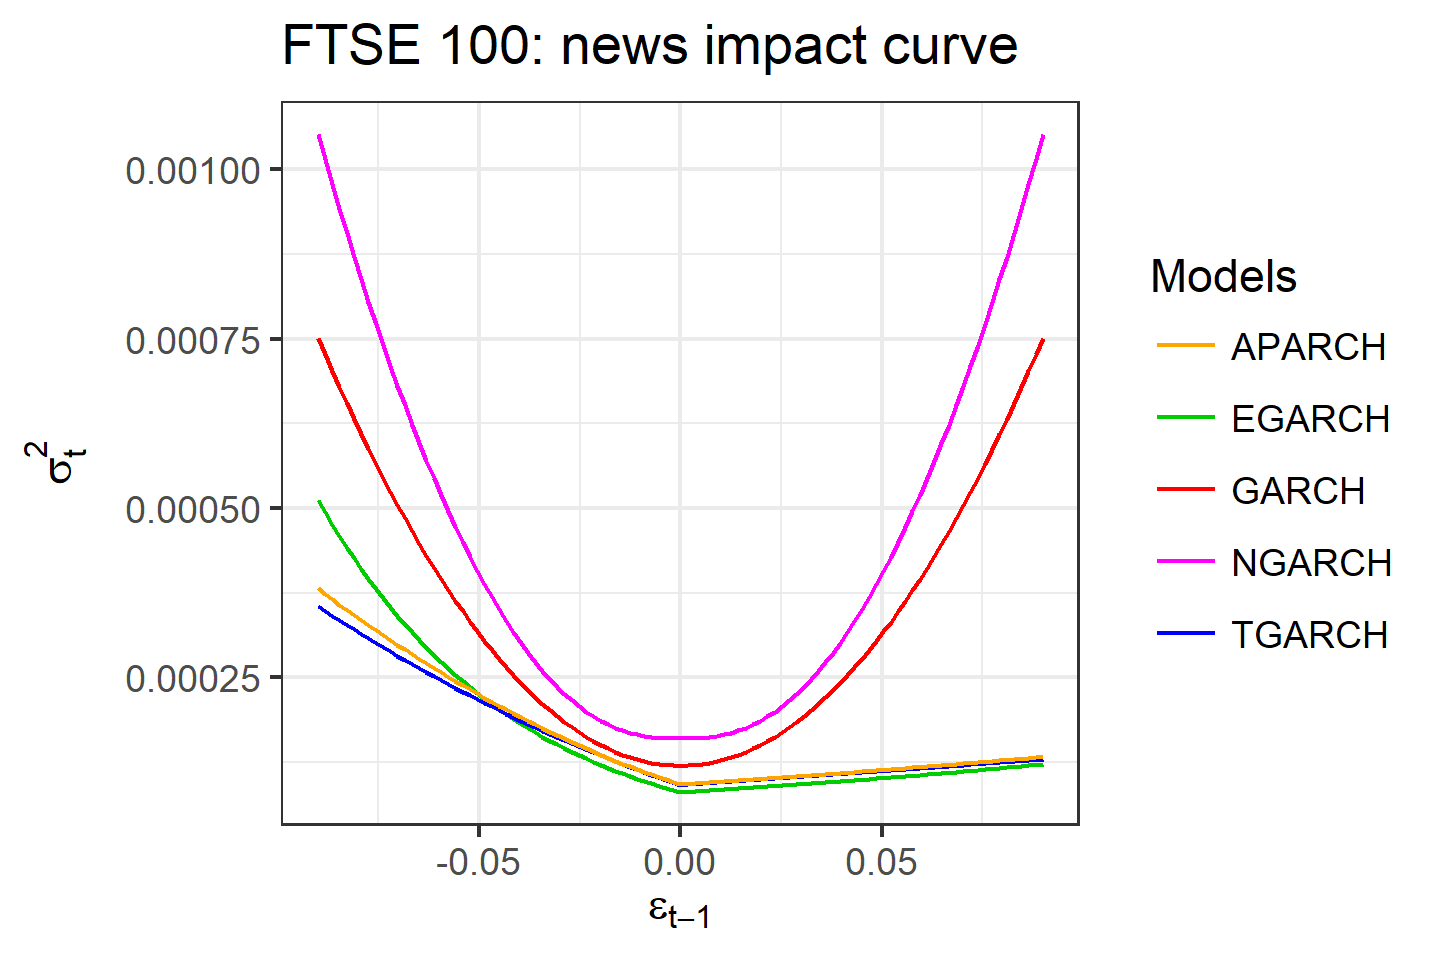 FTSE 100: news impact curve
0.00100
0.00075
0.00050
0.00025
σ²ₜ
-0.05 0.00 0.05
εₜ₋₁
Models
APARCH
EGARCH
GARCH
NGARCH
TGARCH